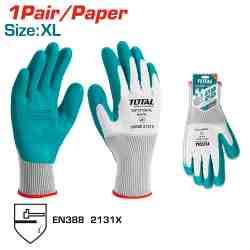 1Pair/Paper
Size:XL
TOTAL
EN388 2131X